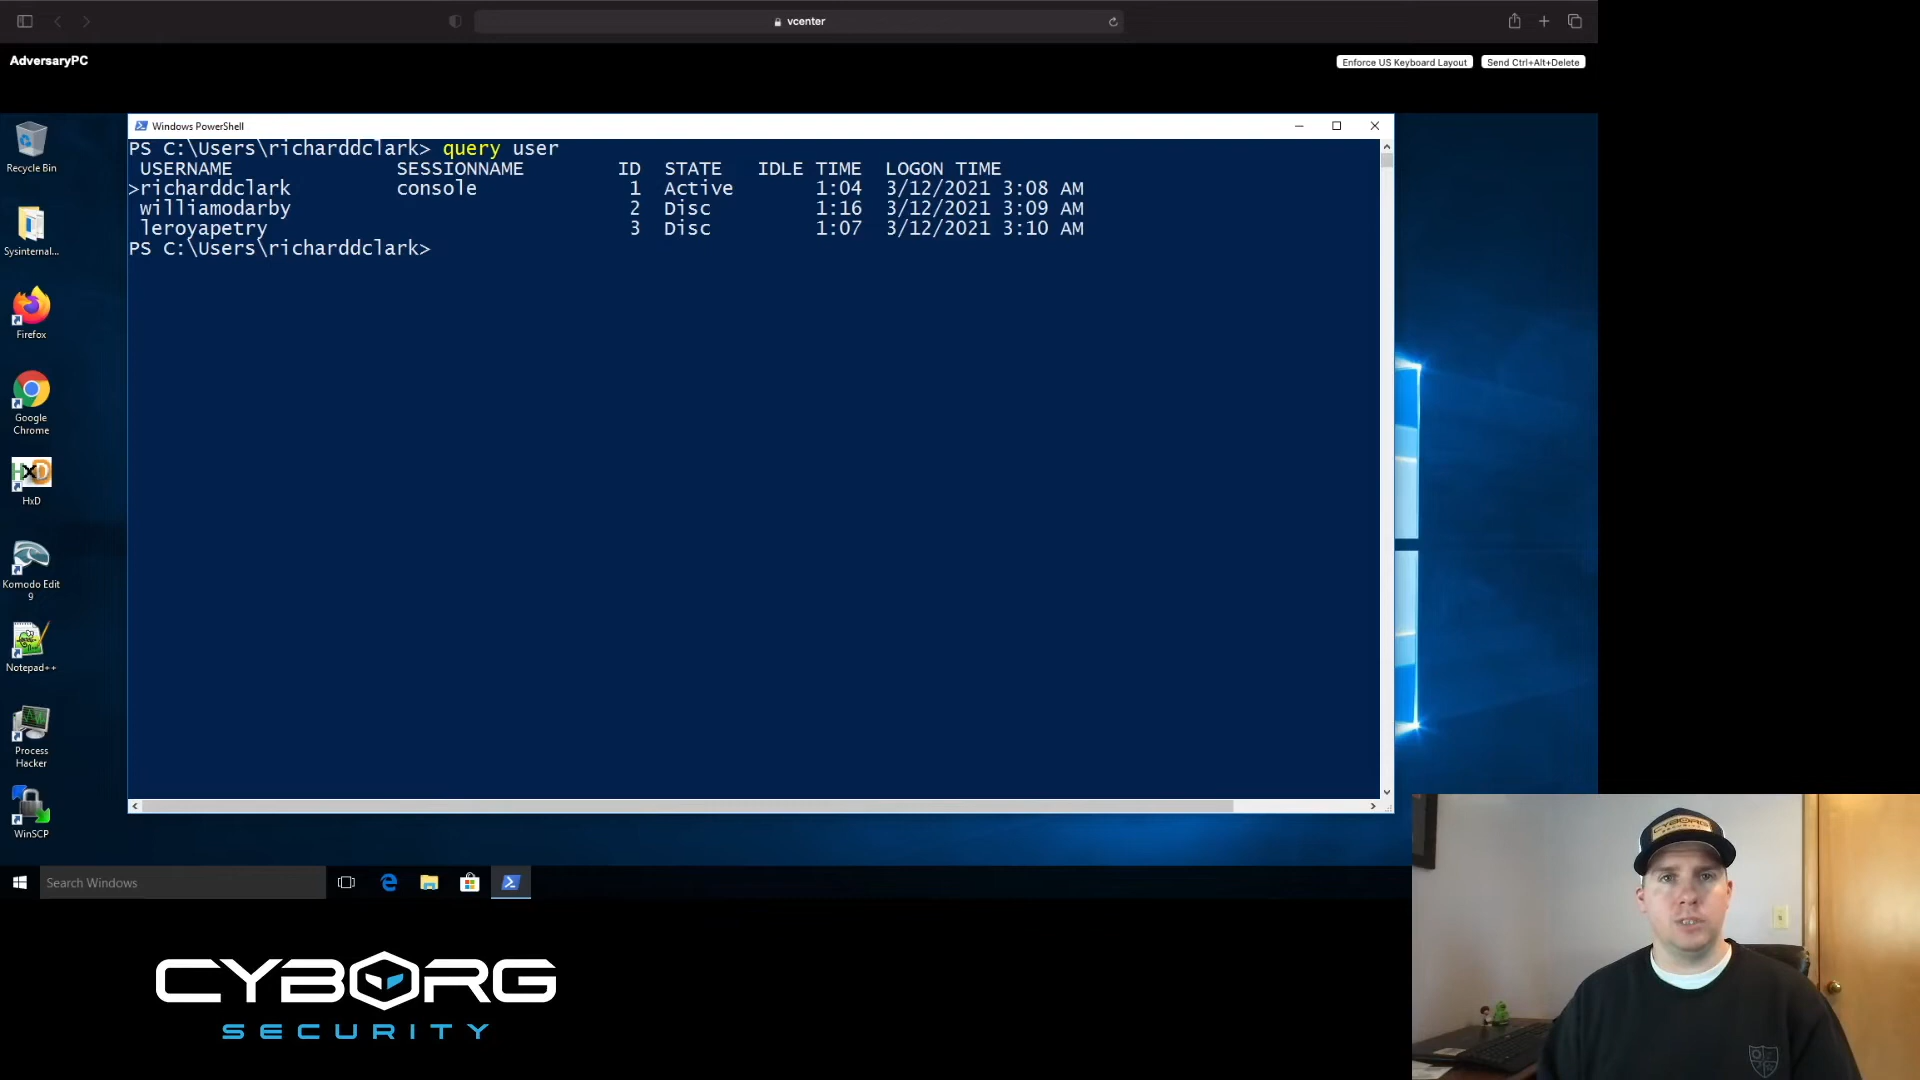 vcenter
AdversaryPC
Enforce US Keyboard Layout
Send Ctrl+Alt+Delete
Windows PowerShell
PS C:\Users\richarddclark> query user
USERNAME SESSIONNAME ID STATE IDLE TIME LOGON TIME
>richarddclark console 1 Active 1:04 3/12/2021 3:08 AM
williamodarby 2 Disc 1:16 3/12/2021 3:09 AM
leroyapetry 3 Disc 1:07 3/12/2021 3:10 AM
PS C:\Users\richarddclark>
Recycle Bin
Sysinternal...
Firefox
Google
Chrome
HxD
HxD
Komodo Edit
9
Notepad++
Process
Hacker
WinSCP
Search Windows
CYBORG
SECURITY
CYBORG